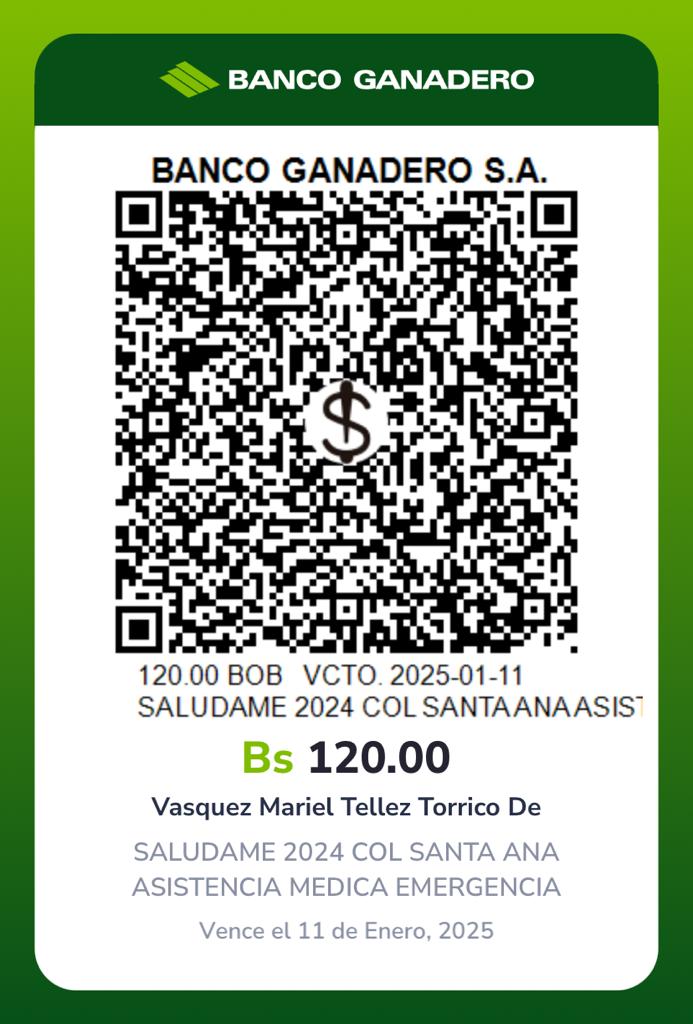 BANCO GANADERO
BANCO GANADERO S.A.
120.00 BOB VCTO. 2025-01-11
SALUDAME 2024 COL SANTA ANA ASIST
Bs 120.00
Vasquez Mariel Tellez Torrico De
SALUDAME 2024 COL SANTA ANA
ASISTENCIA MEDICA EMERGENCIA
Vence el 11 de Enero, 2025